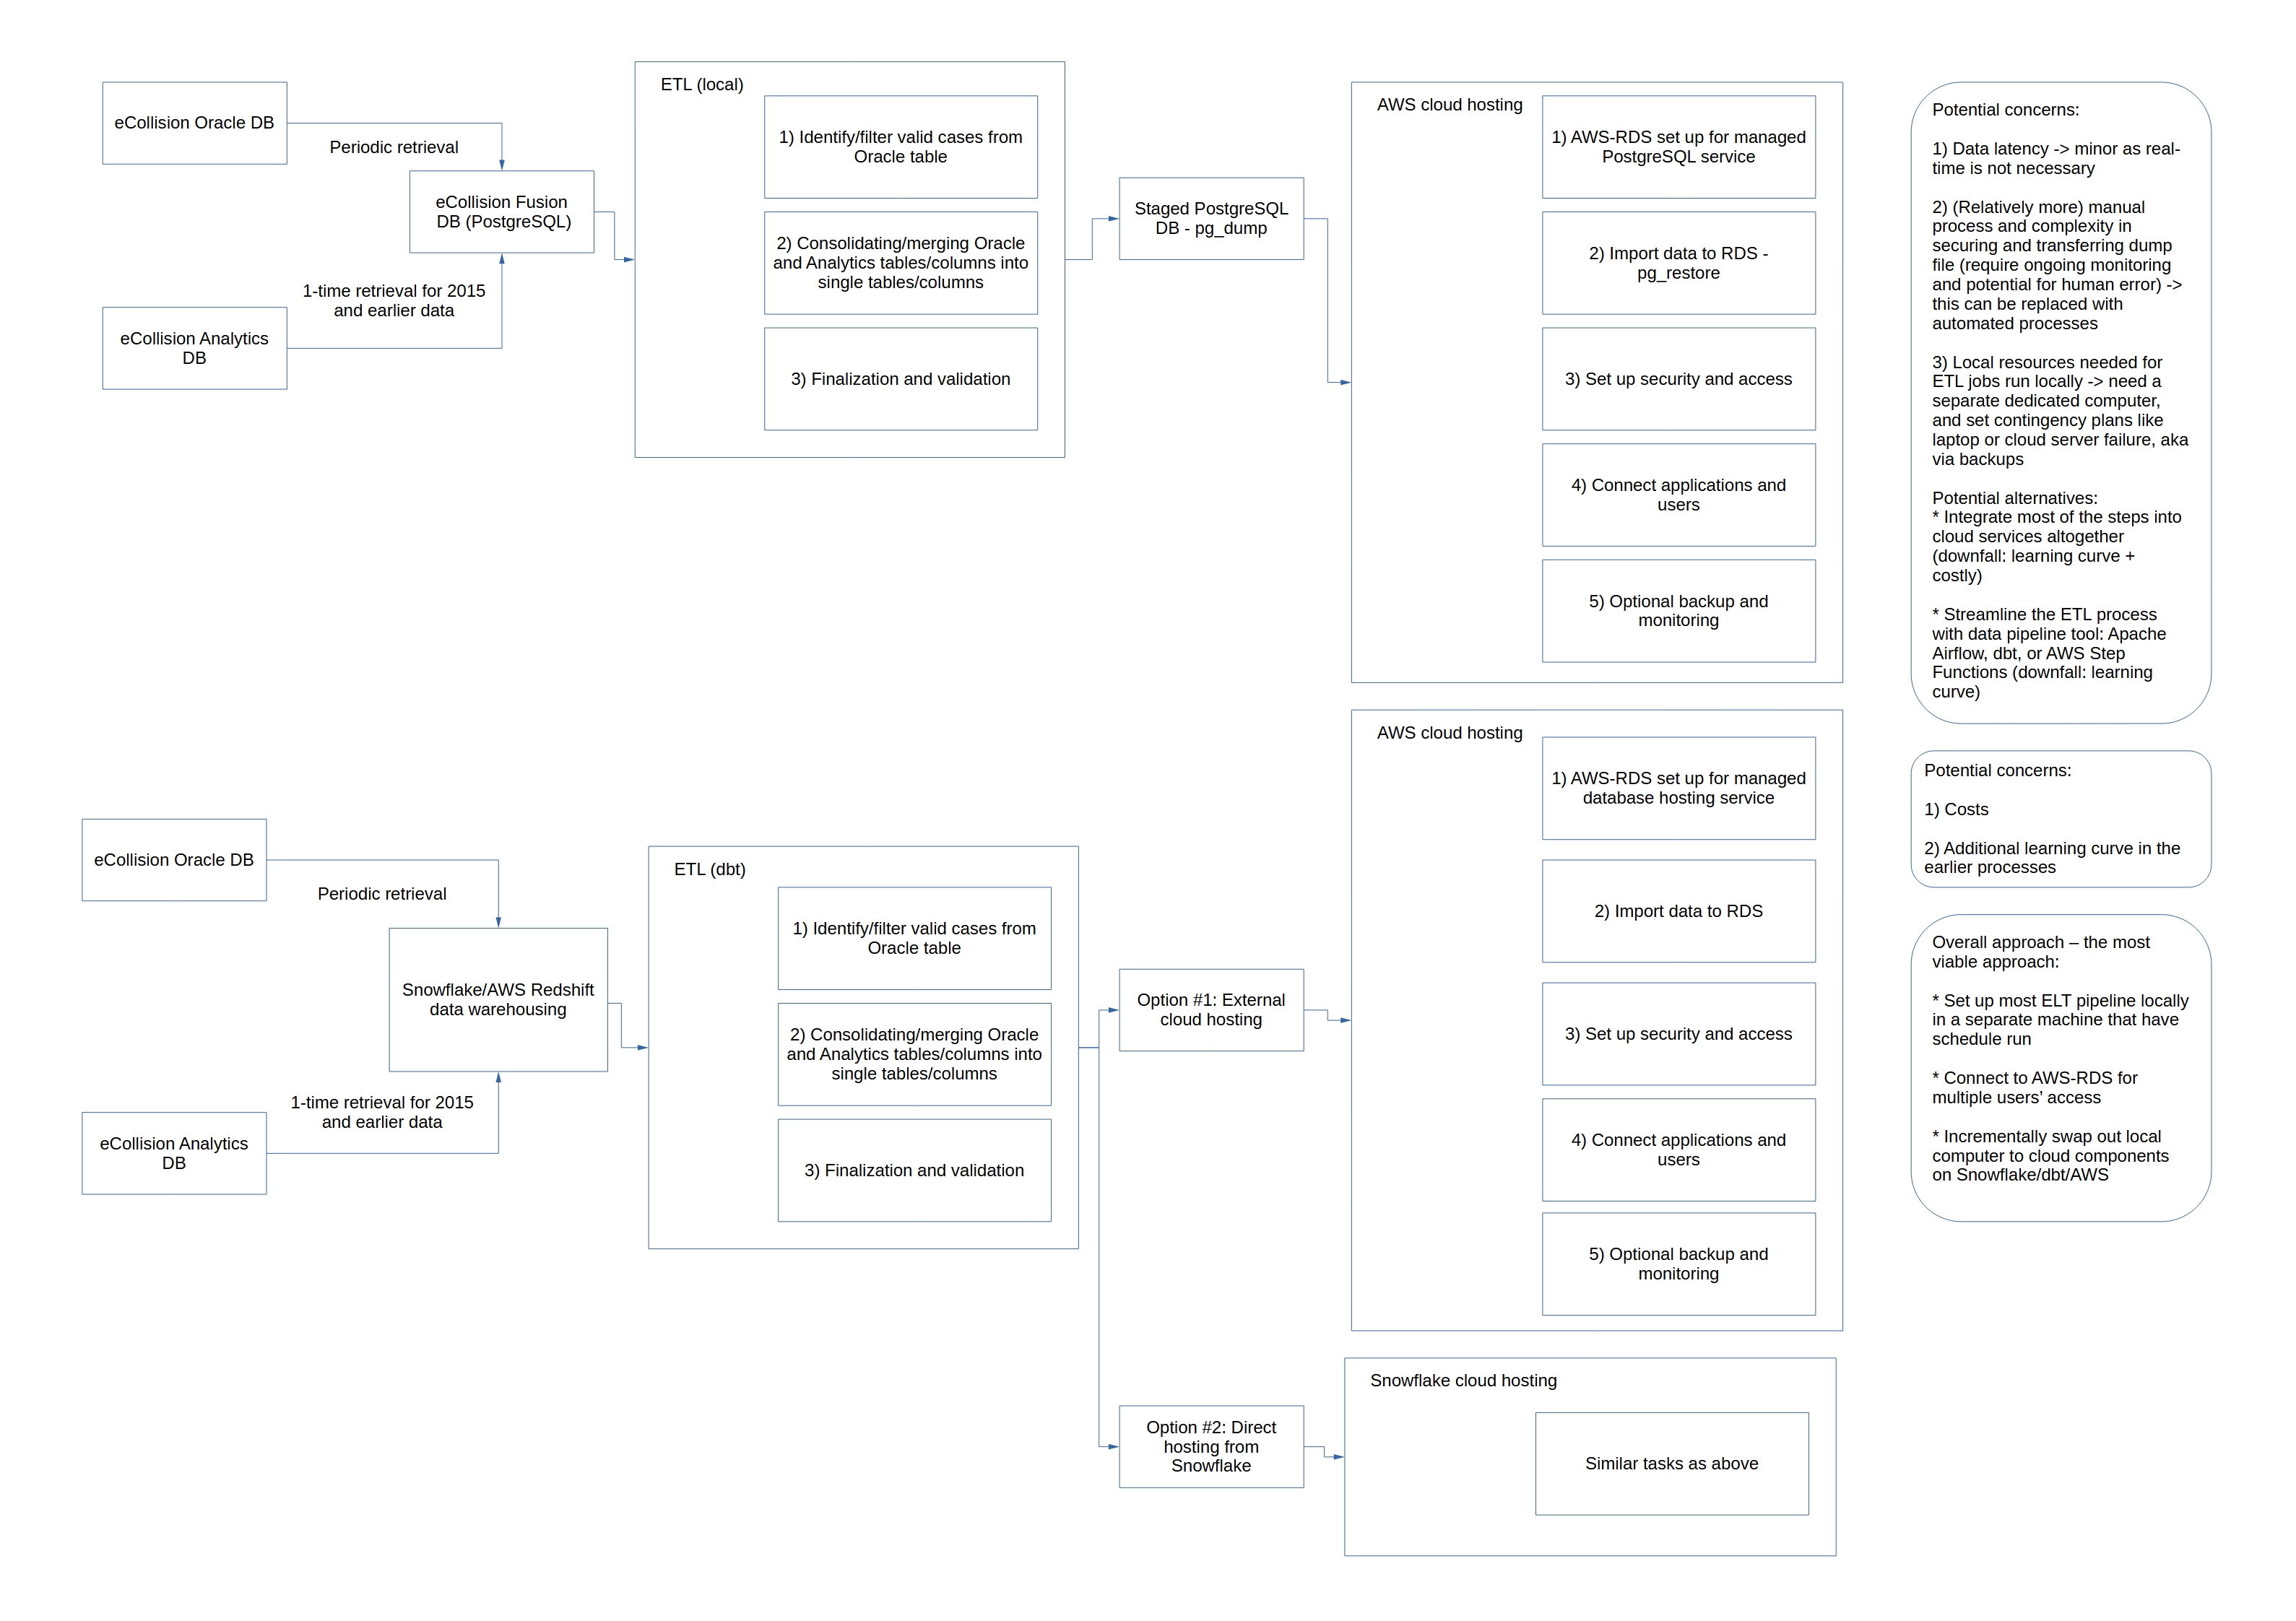 eCollision Oracle DB
Periodic retrieval
eCollision Fusion
DB (PostgreSQL)
1-time retrieval for 2015
and earlier data
eCollision Analytics
DB
ETL (local)
1) Identify/filter valid cases from
Oracle table
2) Consolidating/merging Oracle
and Analytics tables/columns into
single tables/columns
3) Finalization and validation
Staged PostgreSQL
DB - pg_dump
AWS cloud hosting
1) AWS-RDS set up for managed
PostgreSQL service
2) Import data to RDS -
pg_restore
3) Set up security and access
4) Connect applications and
users
5) Optional backup and
monitoring
Potential concerns:
1) Data latency -> minor as real-
time is not necessary
2) (Relatively more) manual
process and complexity in
securing and transferring dump
file (require ongoing monitoring
and potential for human error) ->
this can be replaced with
automated processes
3) Local resources needed for
ETL jobs run locally -> need a
separate dedicated computer,
and set contingency plans like
laptop or cloud server failure, aka
via backups
Potential alternatives:
* Integrate most of the steps into
cloud services altogether
(downfall: learning curve +
costly)
* Streamline the ETL process
with data pipeline tool: Apache
Airflow, dbt, or AWS Step
Functions (downfall: learning
curve)
eCollision Oracle DB
Periodic retrieval
Snowflake/AWS Redshift
data warehousing
1-time retrieval for 2015
and earlier data
eCollision Analytics
DB
ETL (dbt)
1) Identify/filter valid cases from
Oracle table
2) Consolidating/merging Oracle
and Analytics tables/columns into
single tables/columns
3) Finalization and validation
Option #1: External
cloud hosting
AWS cloud hosting
1) AWS-RDS set up for managed
database hosting service
2) Import data to RDS
3) Set up security and access
4) Connect applications and
users
5) Optional backup and
monitoring
Option #2: Direct
hosting from
Snowflake
Snowflake cloud hosting
Similar tasks as above
Potential concerns:
1) Costs
2) Additional learning curve in the
earlier processes
Overall approach – the most
viable approach:
* Set up most ELT pipeline locally
in a separate machine that have
schedule run
* Connect to AWS-RDS for
multiple users’ access
* Incrementally swap out local
computer to cloud components
on Snowflake/dbt/AWS